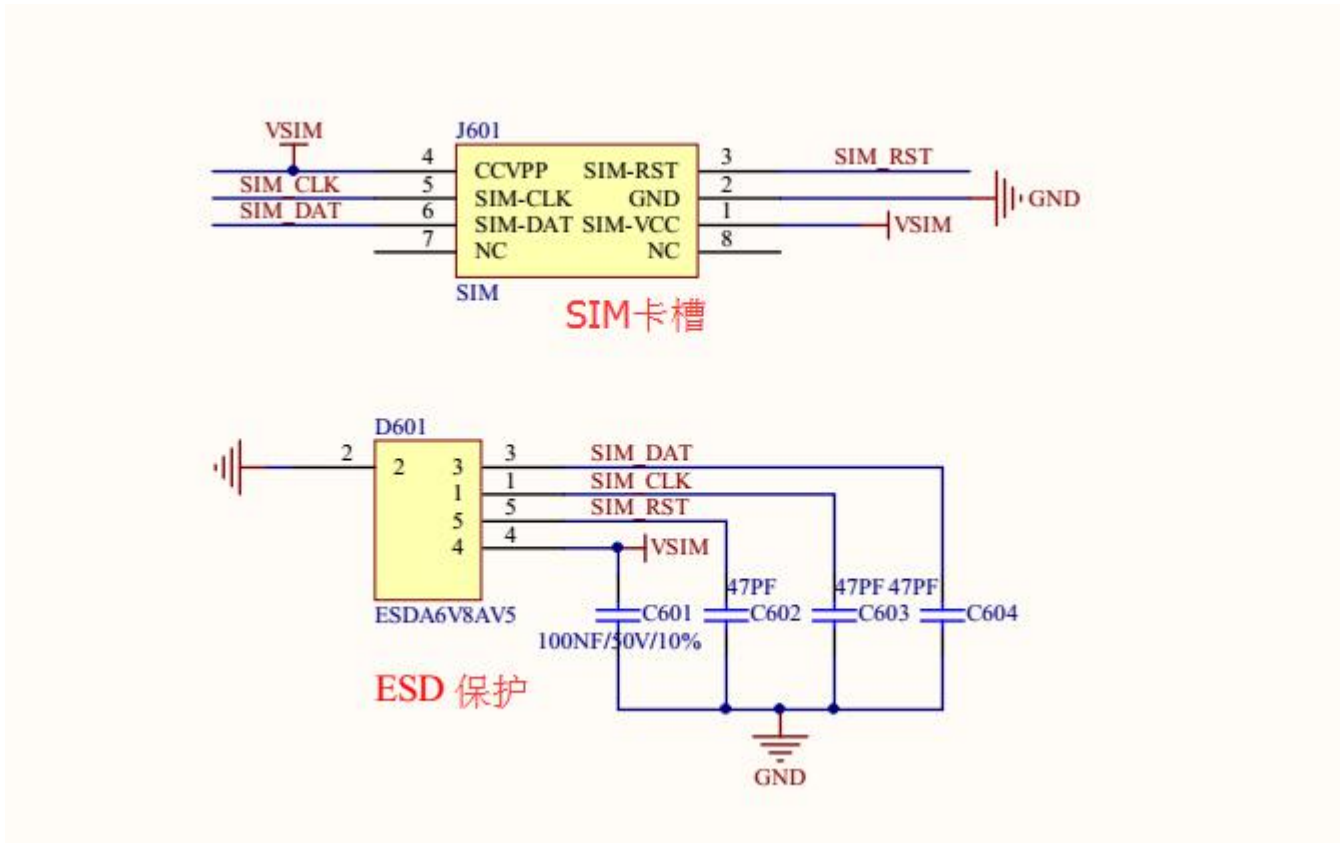 VSIM
J601
4 CCVPP SIM-RST 3 SIM_RST
SIM_CLK 5 SIM-CLK GND 2 GND
SIM_DAT 6 SIM-DAT SIM-VCC 1 VSIM
7 NC NC 8
SIM
SIM卡槽
D601
2 2 3 3 SIM_DAT
1 1 SIM_CLK
5 5 SIM_RST
4 4 VSIM
47PF 47PF 47PF
ESDA6V8AV5 C601 C602 C603 C604
100NF/50V/10%
ESD 保护
GND